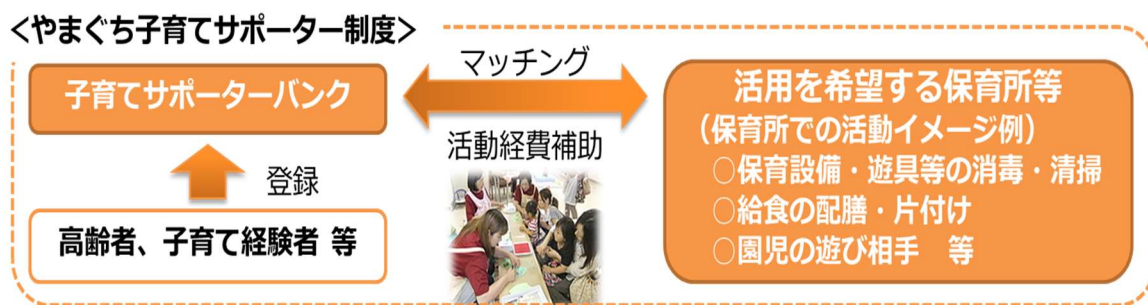 <やまぐち子育てサポーター制度>
子育てサポーターバンク
登録
高齢者、子育て経験者 等
マッチング
活動経費補助
活用を希望する保育所等
（保育所での活動イメージ例）
○保育設備・遊具等の消毒・清掃
○給食の配膳・片付け
○園児の遊び相手　等